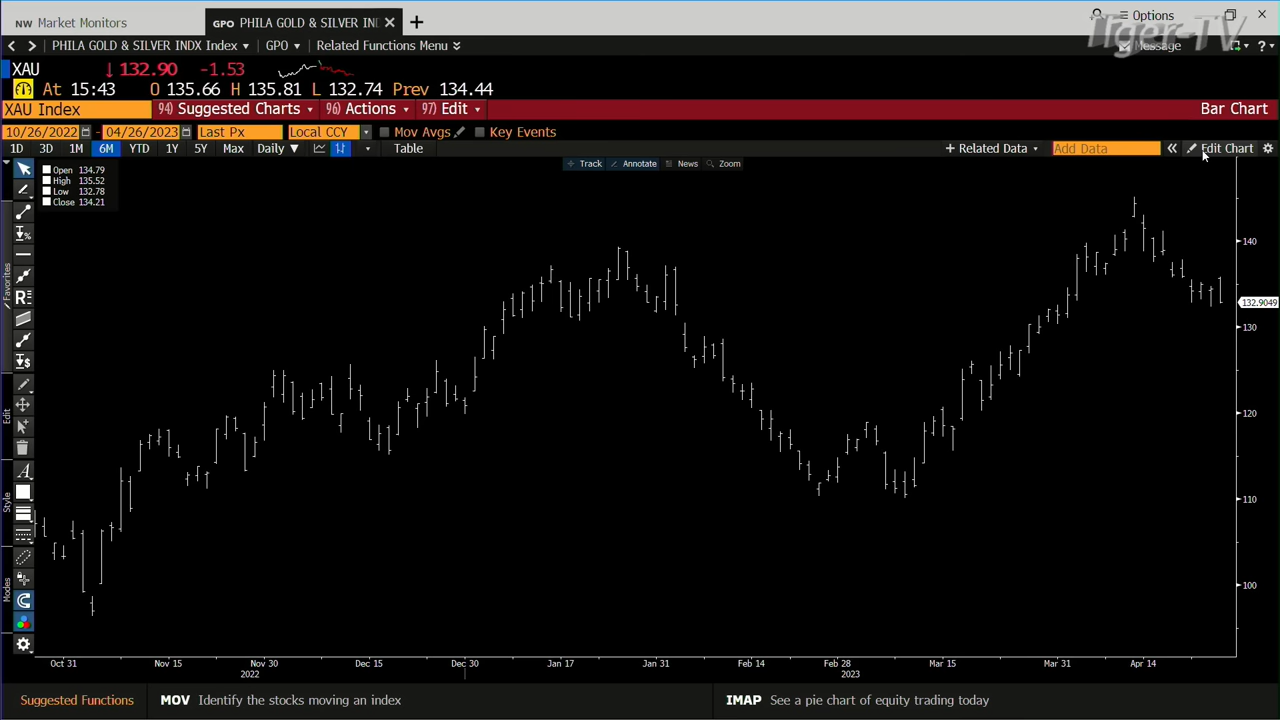 NW Market Monitors
GPO PHILA GOLD & SILVER IND
Options
Tiger-TV
PHILA GOLD & SILVER INDX Index GPO Related Functions Menu
Message ?
XAU 132.90 -1.53
At 15:43 O 135.66 H 135.81 L 132.74 Prev 134.44
XAU Index 94) Suggested Charts 96) Actions 97) Edit Bar Chart
10/26/2022 - 04/26/2023 Last Px Local CCY Mov Avgs Key Events
1D 3D 1M 6M YTD 1Y 5Y Max Daily Table + Related Data Add Data « Edit Chart
Track Annotate News Zoom
Open 134.79
High 135.52
Low 132.78
Close 134.21
Favorites
Edit
Style
Modes
%
R
$
A
140
132.9049
130
120
110
100
Oct 31 Nov 15 Nov 30 Dec 15 Dec 30 Jan 17 Jan 31 Feb 14 Feb 28 Mar 15 Mar 31 Apr 14
2022 2023
Suggested Functions MOV Identify the stocks moving an index IMAP See a pie chart of equity trading today